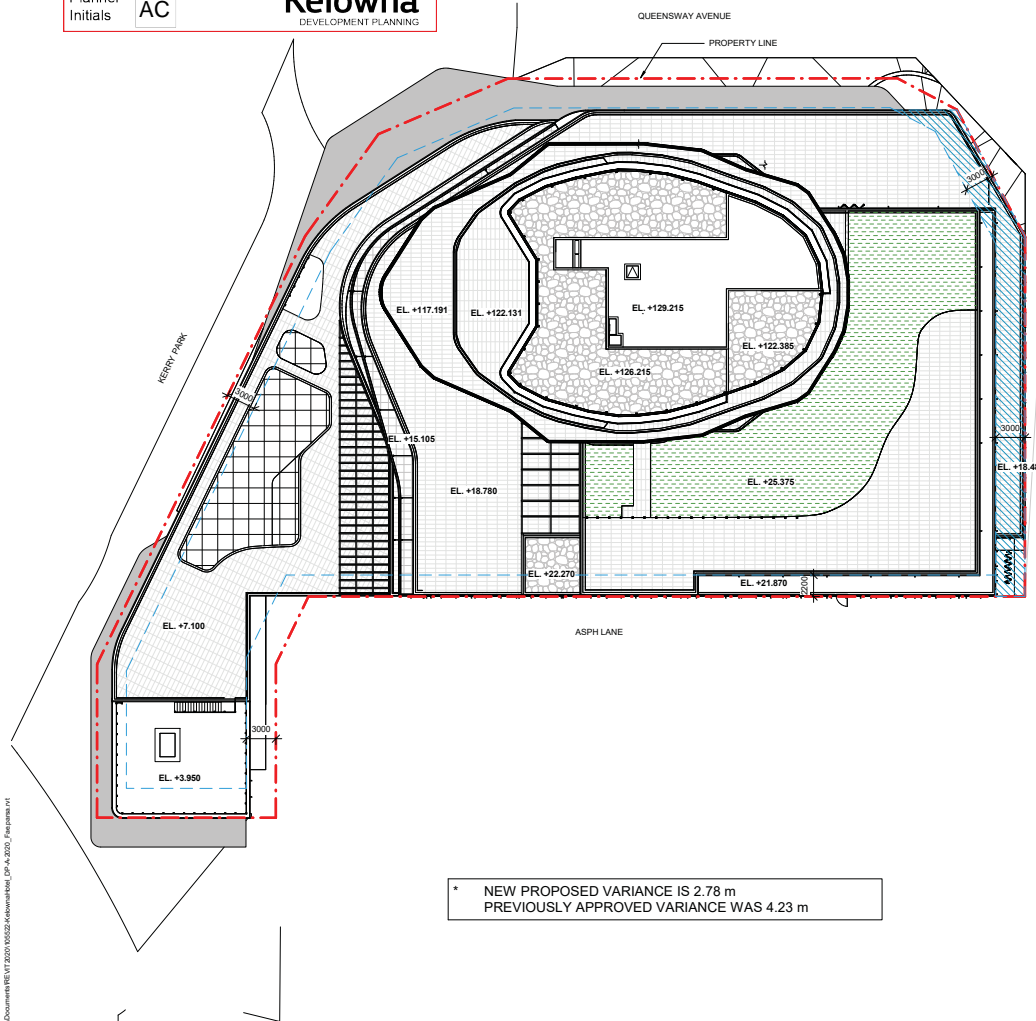 Planner
Initials
AC
Kelowna
DEVELOPMENT PLANNING
QUEENSWAY AVENUE
PROPERTY LINE
3000
KERRY PARK
EL. +117.191
EL. +122.131
EL. +129.215
EL. +122.385
EL. +126.215
3000
EL. +15.105
3000
EL. +18.780
EL. +25.375
EL. +22.270
EL. +21.870
2200
EL. +7.100
ASPH LANE
3000
EL. +3.950
* NEW PROPOSED VARIANCE IS 2.78 m
PREVIOUSLY APPROVED VARIANCE WAS 4.23 m